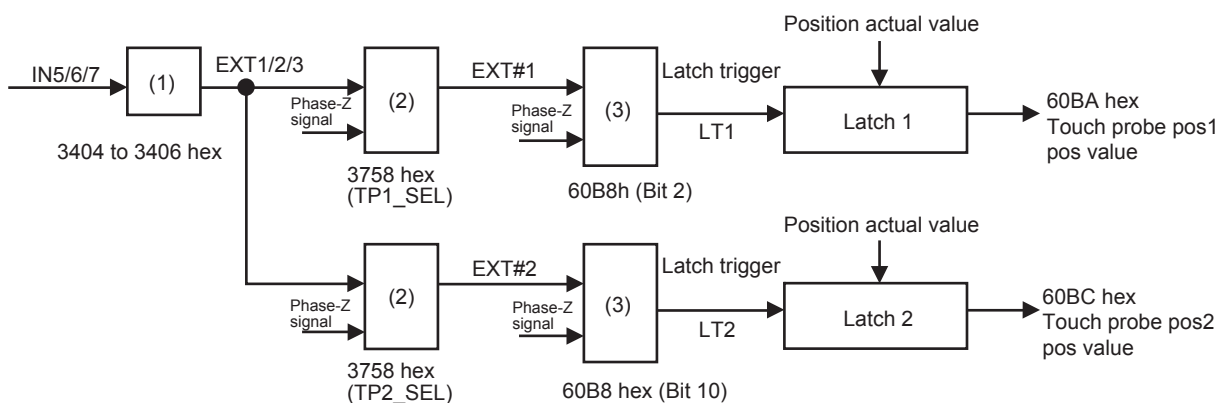 Position actual value
IN5/6/7
(1)
EXT1/2/3
Phase-Z
signal
(2)
EXT#1
Phase-Z
signal
(3)
Latch trigger
LT1
Latch 1
60BA hex
Touch probe pos1
pos value
3404 to 3406 hex
3758 hex
(TP1_SEL)
60B8h (Bit 2)
Position actual value
Phase-Z
signal
(2)
EXT#2
Phase-Z
signal
(3)
Latch trigger
LT2
Latch 2
60BC hex
Touch probe pos2
pos value
3758 hex
(TP2_SEL)
60B8 hex (Bit 10)